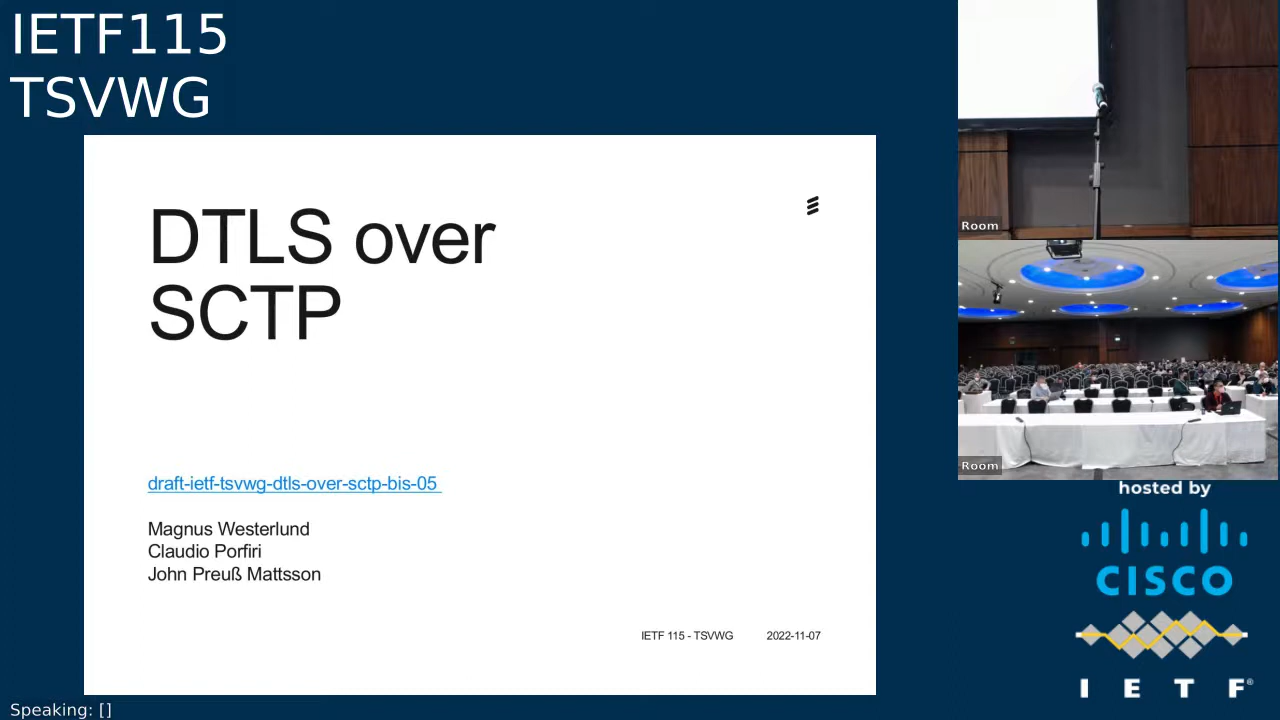 IETF115
TSVWG
DTLS over
SCTP
draft-ietf-tsvwg-dtls-over-sctp-bis-05
Magnus Westerlund
Claudio Porfiri
John Preuß Mattsson
IETF 115 - TSVWG 2022-11-07
Room
Room
hosted by
CISCO
I E T F®
Speaking: []